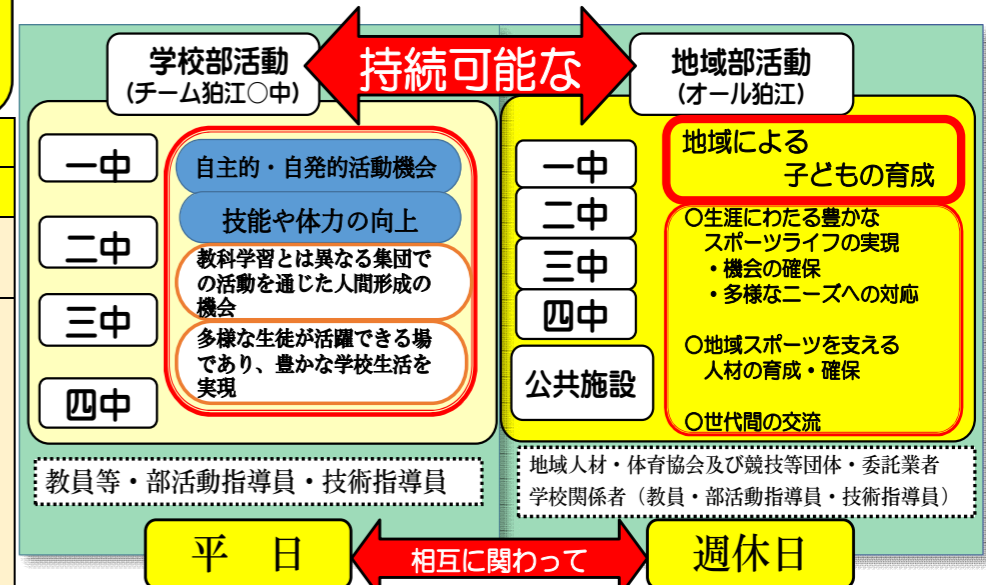 持続可能な
学校部活動
(チーム狛江○中)
一中
二中
三中
四中
自主的・自発的活動機会
技能や体力の向上
教科学習とは異なる集団で
の活動を通じた人間形成の
機会
多様な生徒が活躍できる場
であり、豊かな学校生活を
実現
教員等・部活動指導員・技術指導員
平 日
地域部活動
(オール狛江)
一中
二中
三中
四中
公共施設
地域による
子どもの育成
○生涯にわたる豊かな
スポーツライフの実現
・機会の確保
・多様なニーズへの対応
○地域スポーツを支える
人材の育成・確保
○世代間の交流
地域人材・体育協会及び競技等団体・委託業者
学校関係者（教員・部活動指導員・技術指導員）
相互に関わって
週休日